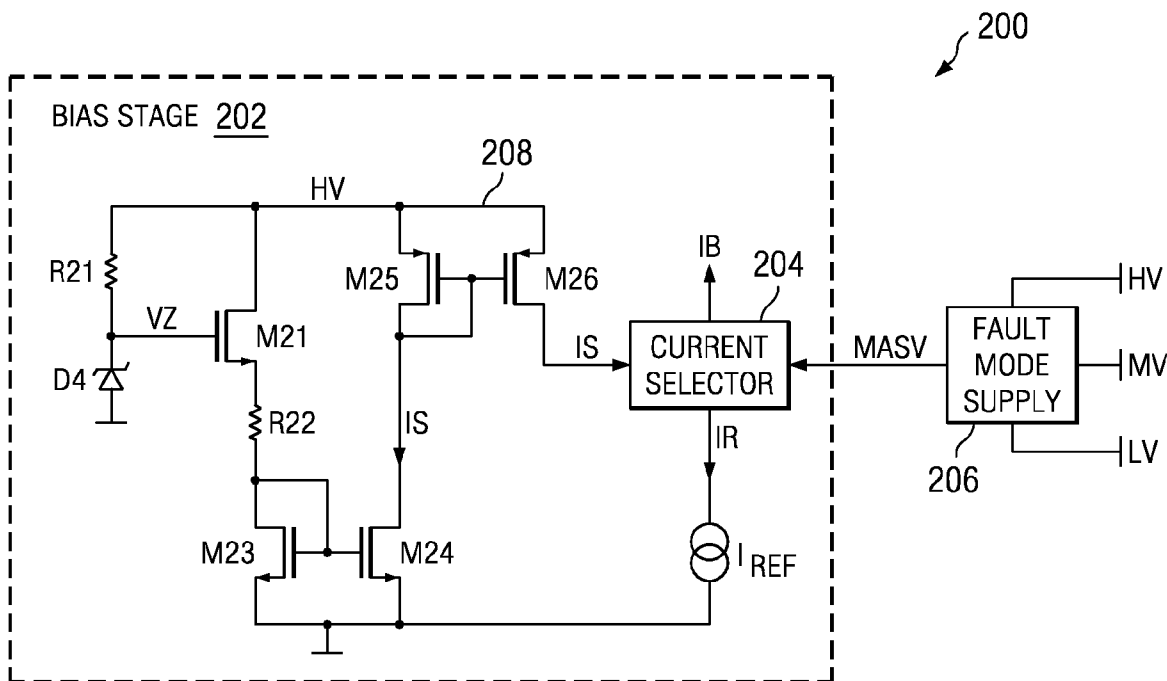 200
BIAS STAGE 202
HV
208
R21
M25
M26
IB
204
HV
VZ
M21
IS
CURRENT
SELECTOR
MASV
FAULT
MODE
SUPPLY
MV
D4
R22
IS
IR
LV
206
M23
M24
I REF